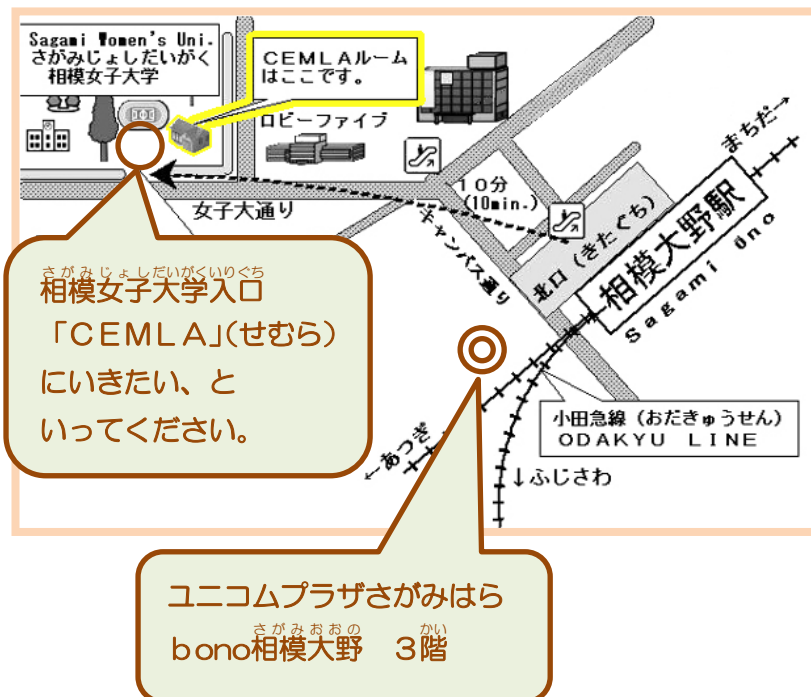 Sagami Women's Uni.
さがみじょしだいがく
相模女子大学
CEMLAルーム
はここです。
ロビーファイブ
まちだ→
10分
(10min.)
女子大通り
キャンパス通り
北口(きたぐち)
相模大野駅
Sagami Ōno
さがみじょしだいがくいりぐち
相模女子大学入口
「CEMLA」(せむら)
にいきたい、と
いってください。
小田急線(おだきゅうせん)
ODAKYU LINE
←あつぎ
↓ふじさわ
ユニコムプラザさがみはら
さがみおおの かい
bono相模大野 3階